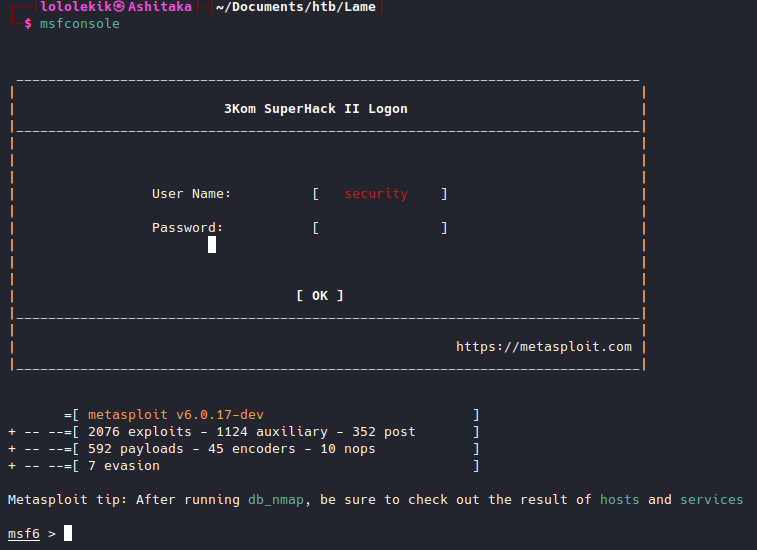 (lololekik㉿Ashitaka)-[~/Documents/htb/Lame]
$ msfconsole
3Kom SuperHack II Logon
User Name: [ security ]
Password: [ ]
[ OK ]
https://metasploit.com
=[ metasploit v6.0.17-dev ]
+ -- --=[ 2076 exploits - 1124 auxiliary - 352 post ]
+ -- --=[ 592 payloads - 45 encoders - 10 nops ]
+ -- --=[ 7 evasion ]
Metasploit tip: After running db_nmap, be sure to check out the result of hosts and services
msf6 >